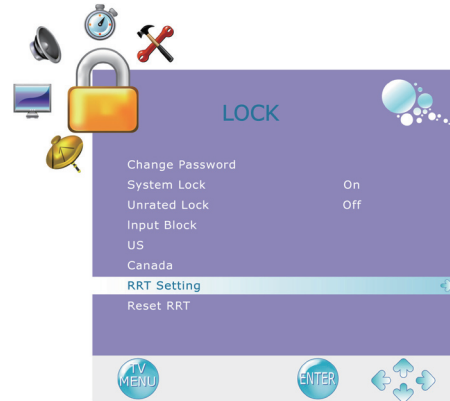 LOCK
Change Password
System Lock On
Unrated Lock Off
Input Block
US
Canada
RRT Setting
Reset RRT
TV
MENU
ENTER